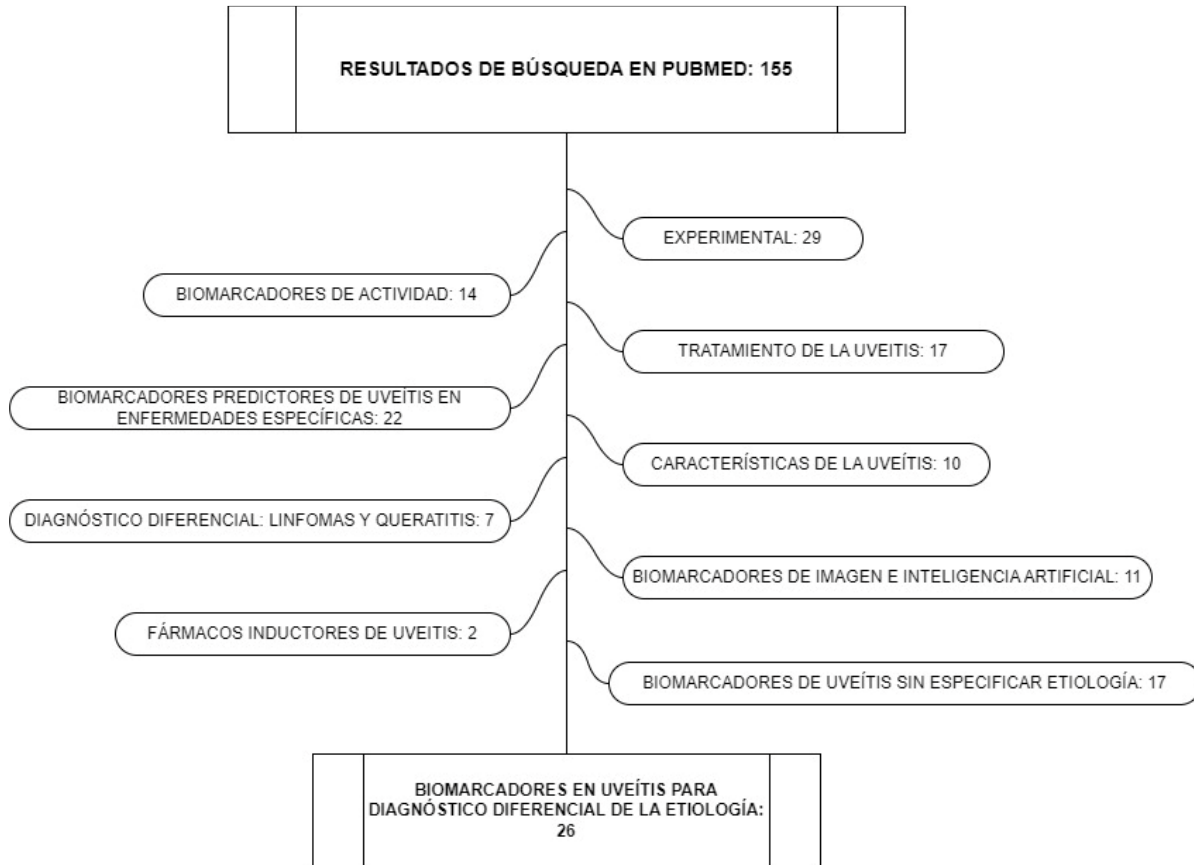 RESULTADOS DE BÚSQUEDA EN PUBMED: 155
EXPERIMENTAL: 29
BIOMARCADORES DE ACTIVIDAD: 14
TRATAMIENTO DE LA UVEITIS: 17
BIOMARCADORES PREDICTORES DE UVEÍTIS EN
ENFERMEDADES ESPECÍFICAS: 22
CARACTERÍSTICAS DE LA UVEÍTIS: 10
DIAGNÓSTICO DIFERENCIAL: LINFOMAS Y QUERATITIS: 7
BIOMARCADORES DE IMAGEN E INTELIGENCIA ARTIFICIAL: 11
FÁRMACOS INDUCTORES DE UVEITIS: 2
BIOMARCADORES DE UVEÍTIS SIN ESPECIFICAR ETIOLOGÍA: 17
BIOMARCADORES EN UVEÍTIS PARA
DIAGNÓSTICO DIFERENCIAL DE LA ETIOLOGÍA:
26